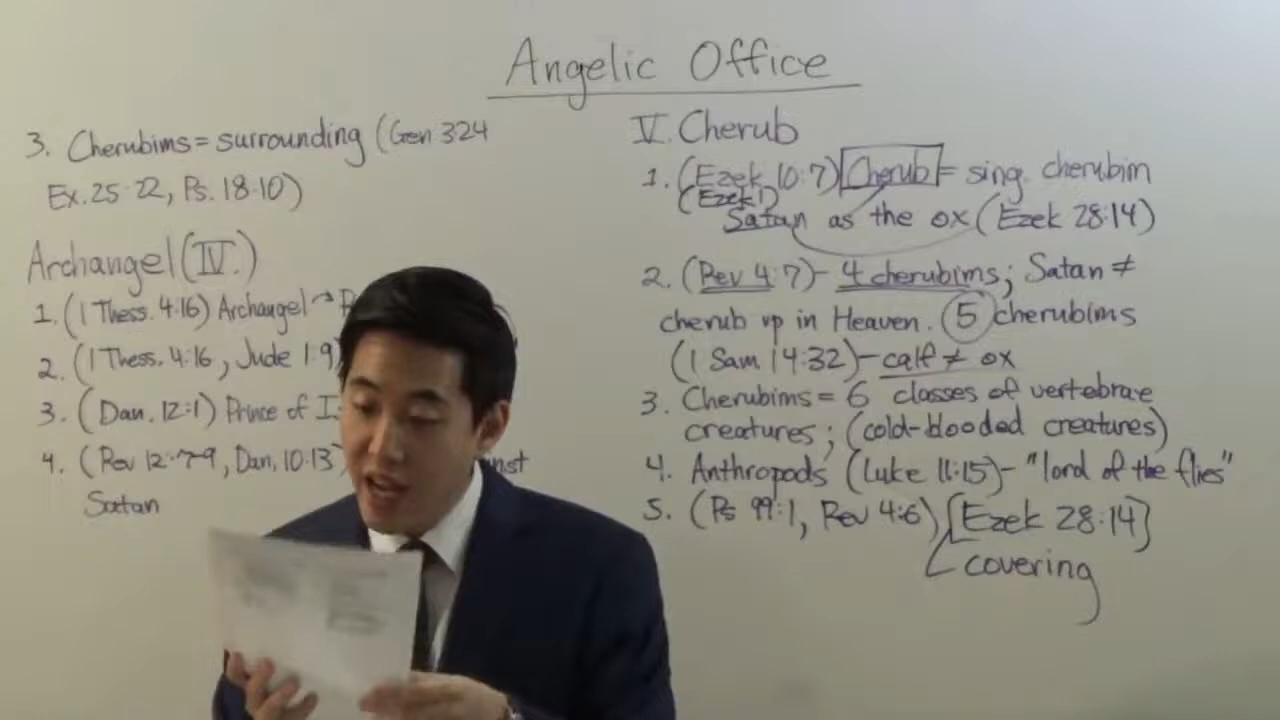 Angelic Office
3. Cherubims = surrounding (Gen 3:24
Ex. 25:22, Ps. 18:10)
Archangel (IV.)
1. (1 Thess. 4:16) Archangel →
2. (1 Thess. 4:16, Jude 1:9)
3. (Dan. 12:1) Prince of
4. (Rev 12:7-9, Dan. 10:13)
Satan
V. Cherub
1. (Ezek 10:7) Cherub = sing. cherubim
(Ezek 1)
Satan as the ox (Ezek 28:14)
2. (Rev 4:7) - 4 cherubims; Satan ≠
cherub up in Heaven. 5 cherubims
(1 Sam 14:32) - calf ≠ ox
3. Cherubims = 6 classes of vertebrae
creatures; (cold-blooded creatures)
4. Anthropods (Luke 11:15) - "lord of the flies"
5. (Ps 99:1, Rev 4:6) [Ezek 28:14]
covering